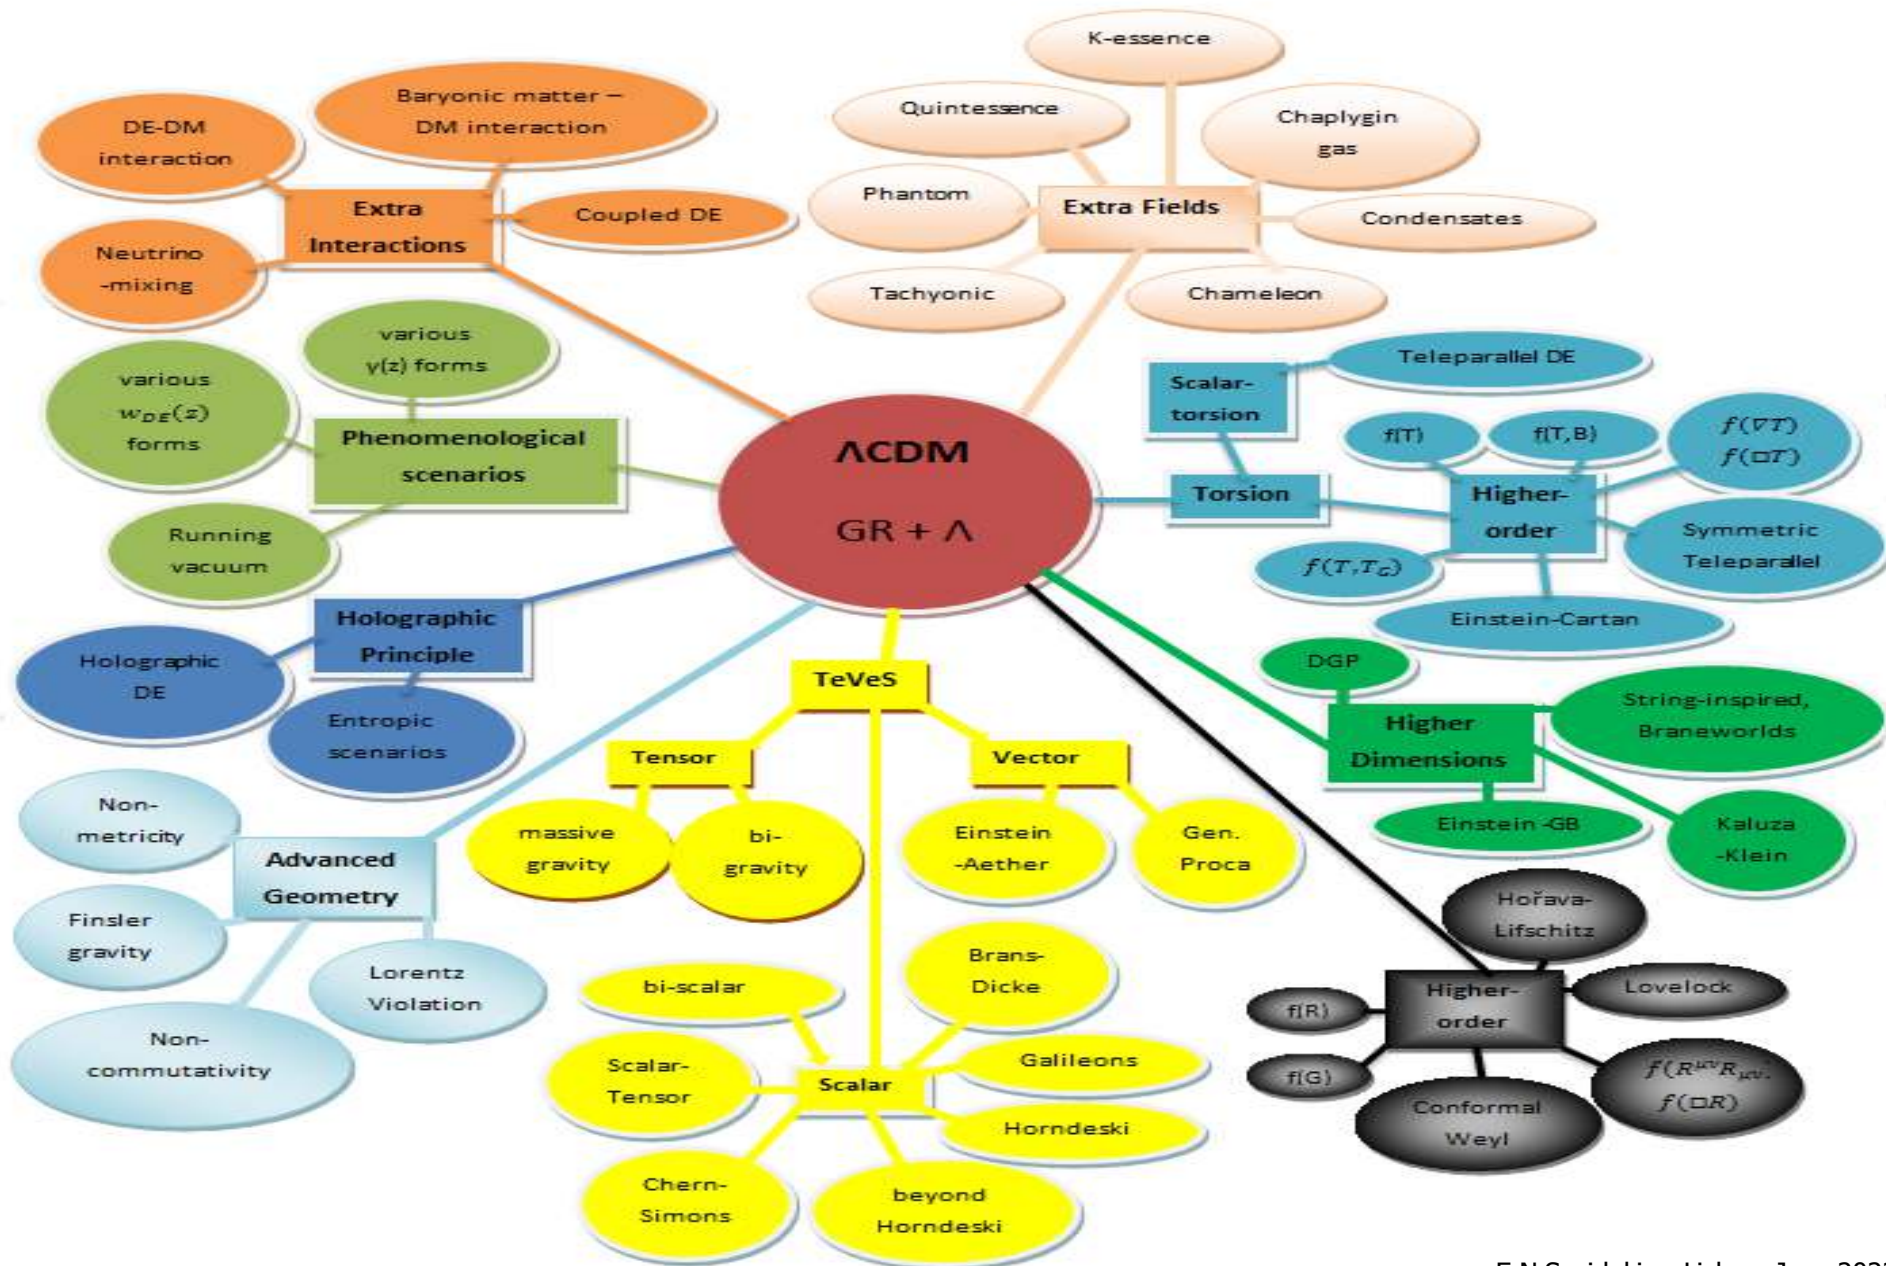 K-essence
Baryonic matter –
DM interaction
DE-DM
interaction
Quintessence
Chaplygin
gas
Extra
Interactions
Coupled DE
Phantom
Extra Fields
Condensates
Neutrino
-mixing
Tachyonic
Chameleon
various
γ(z) forms
various
w_{DE}(z)
forms
Phenomenological
scenarios
Running
vacuum
ΛCDM
GR + Λ
Teleparallel DE
Scalar-
torsion
f(T)
f(T,B)
f(∇T)
f(□T)
Torsion
Higher-
order
Symmetric
Teleparallel
f(T,T_G)
Einstein-Cartan
Holographic
Principle
Holographic
DE
Entropic
scenarios
TeVeS
Tensor
Vector
massive
gravity
bi-
gravity
Einstein
-Aether
Gen.
Proca
DGP
String-inspired,
Braneworlds
Higher
Dimensions
Einstein -GB
Kaluza
-Klein
Non-
metricity
Advanced
Geometry
Finsler
gravity
Lorentz
Violation
Non-
commutativity
bi-scalar
Brans-
Dicke
Scalar-
Tensor
Scalar
Galileons
Horndeski
Chern-
Simons
beyond
Horndeski
Hořava-
Lifschitz
Higher-
order
Lovelock
f(R)
f(G)
Conformal
Weyl
f(R^{μν}R_{μν},
f(□R)